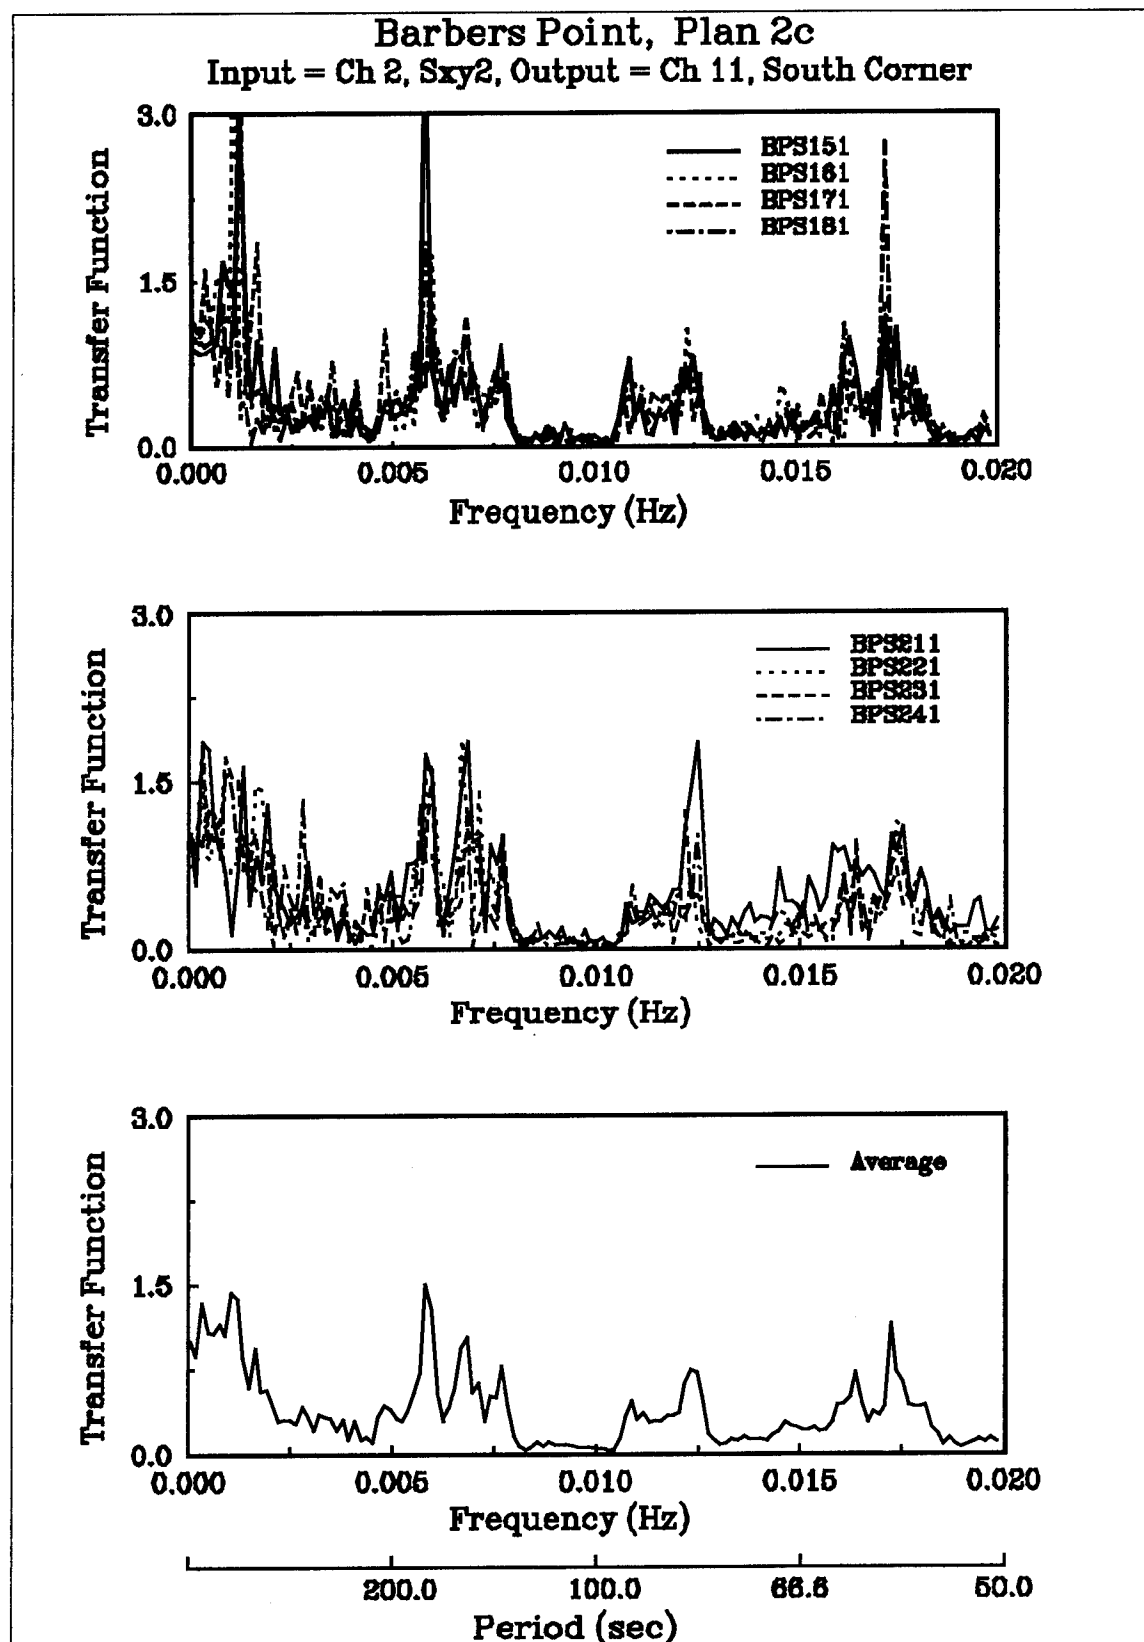 Barbers Point, Plan 2c
Input = Ch 2, Sxy2, Output = Ch 11, South Corner
3.0
1.5
0.0
Transfer Function
BPS151
BPS161
BPS171
BPS181
0.000 0.005 0.010 0.015 0.020
Frequency (Hz)
3.0
1.5
0.0
Transfer Function
BPS211
BPS221
BPS231
BPS241
0.000 0.005 0.010 0.015 0.020
Frequency (Hz)
3.0
1.5
0.0
Transfer Function
Average
0.000 0.005 0.010 0.015 0.020
Frequency (Hz)
200.0 100.0 66.6 50.0
Period (sec)